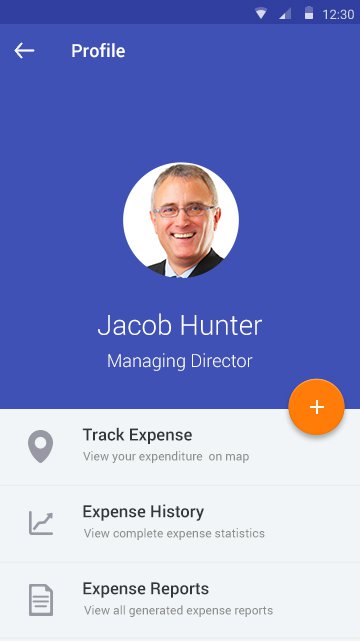 12:30
Profile
Jacob Hunter
Managing Director
+
Track Expense
View your expenditure on map
Expense History
View complete expense statistics
Expense Reports
View all generated expense reports